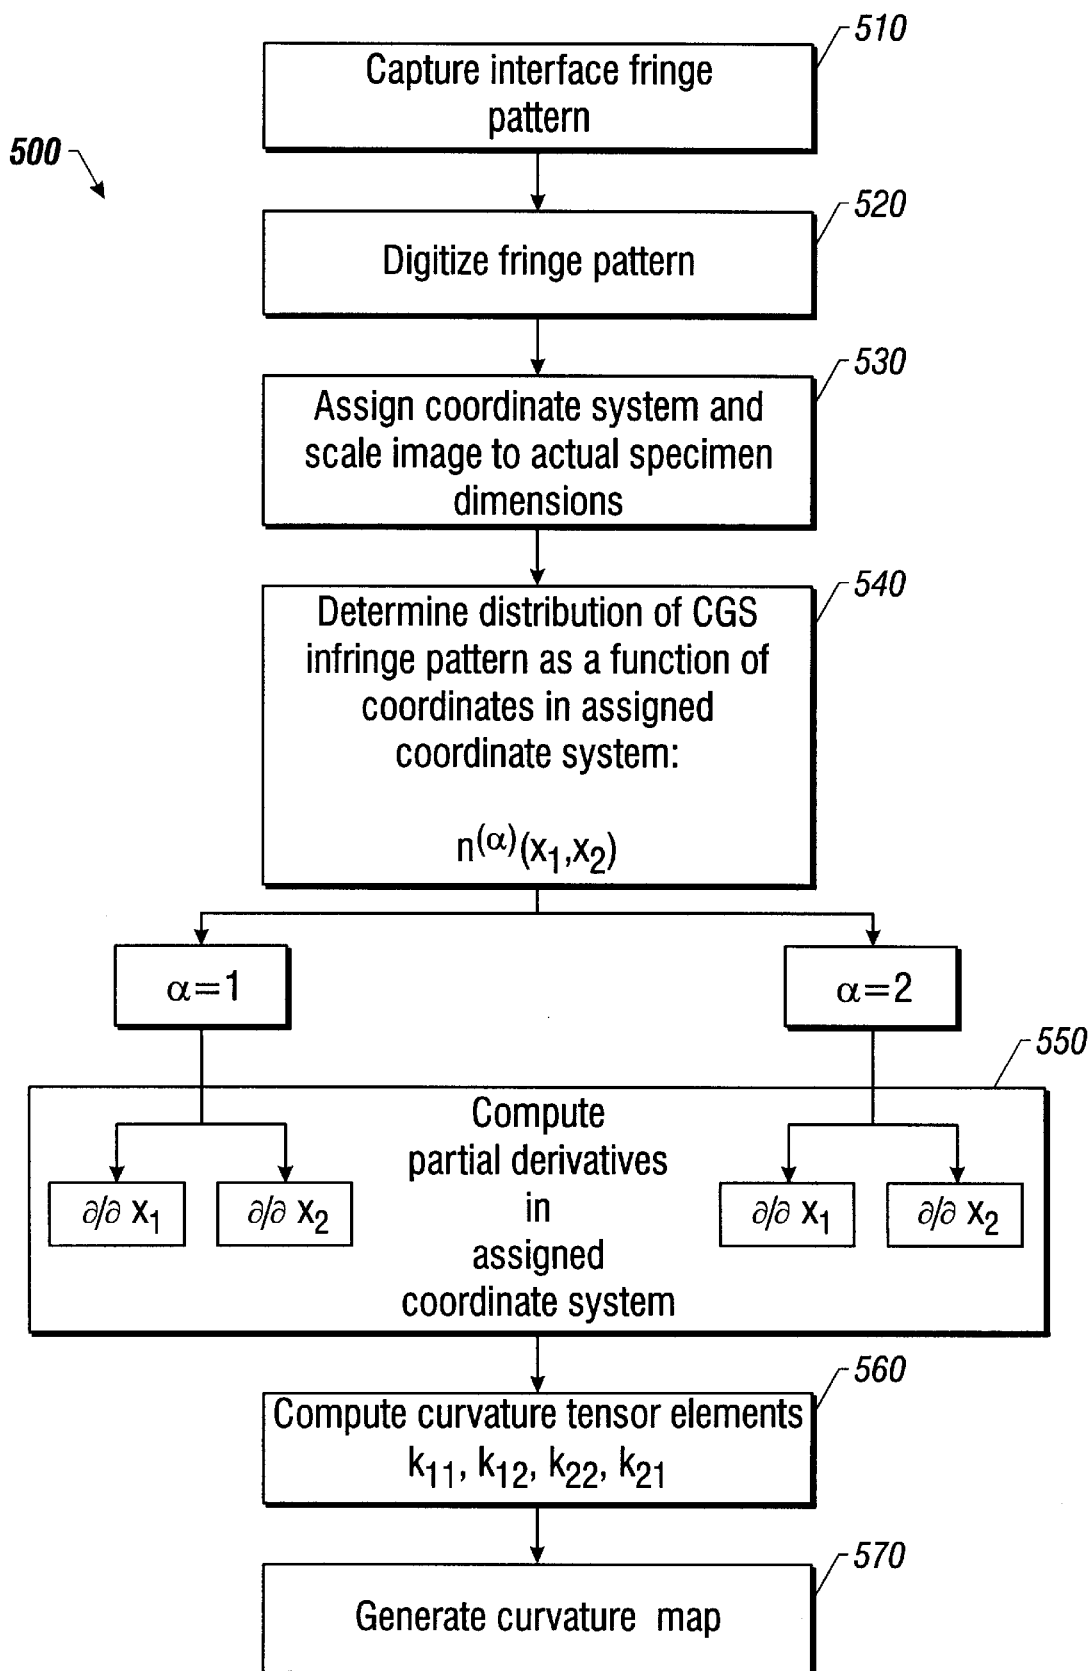 510
Capture interface fringe
pattern
500
520
Digitize fringe pattern
530
Assign coordinate system and
scale image to actual specimen
dimensions
540
Determine distribution of CGS
infringe pattern as a function of
coordinates in assigned
coordinate system:
n(α)(x1,x2)
α=1
α=2
550
Compute
partial derivatives
in
assigned
coordinate system
∂/∂ x1
∂/∂ x2
∂/∂ x1
∂/∂ x2
560
Compute curvature tensor elements
k11, k12, k22, k21
570
Generate curvature map